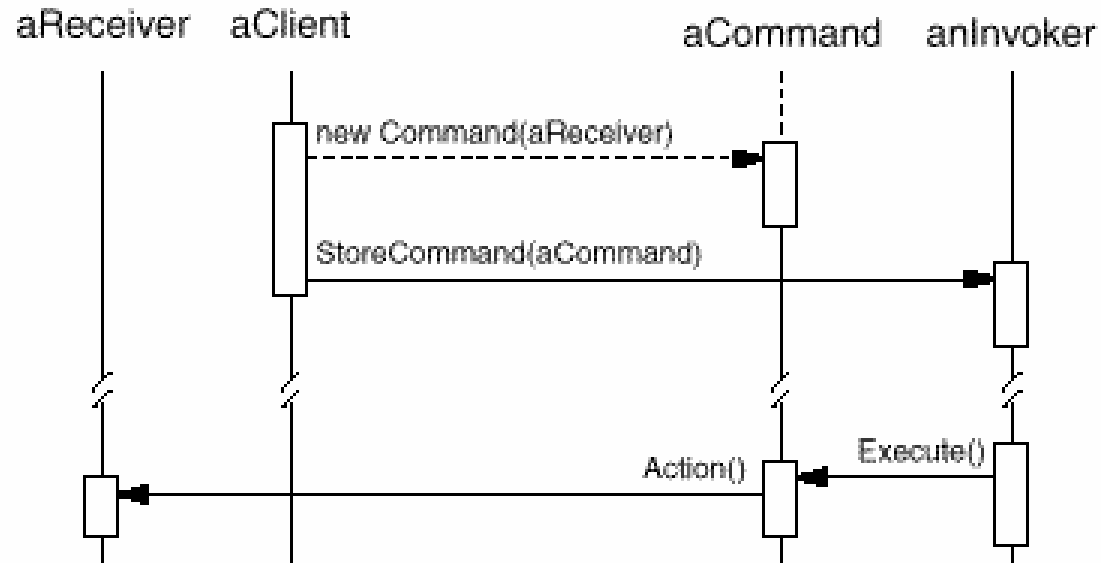 aReceiver aClient aCommand anInvoker
new Command(aReceiver)
StoreCommand(aCommand)
Execute()
Action()